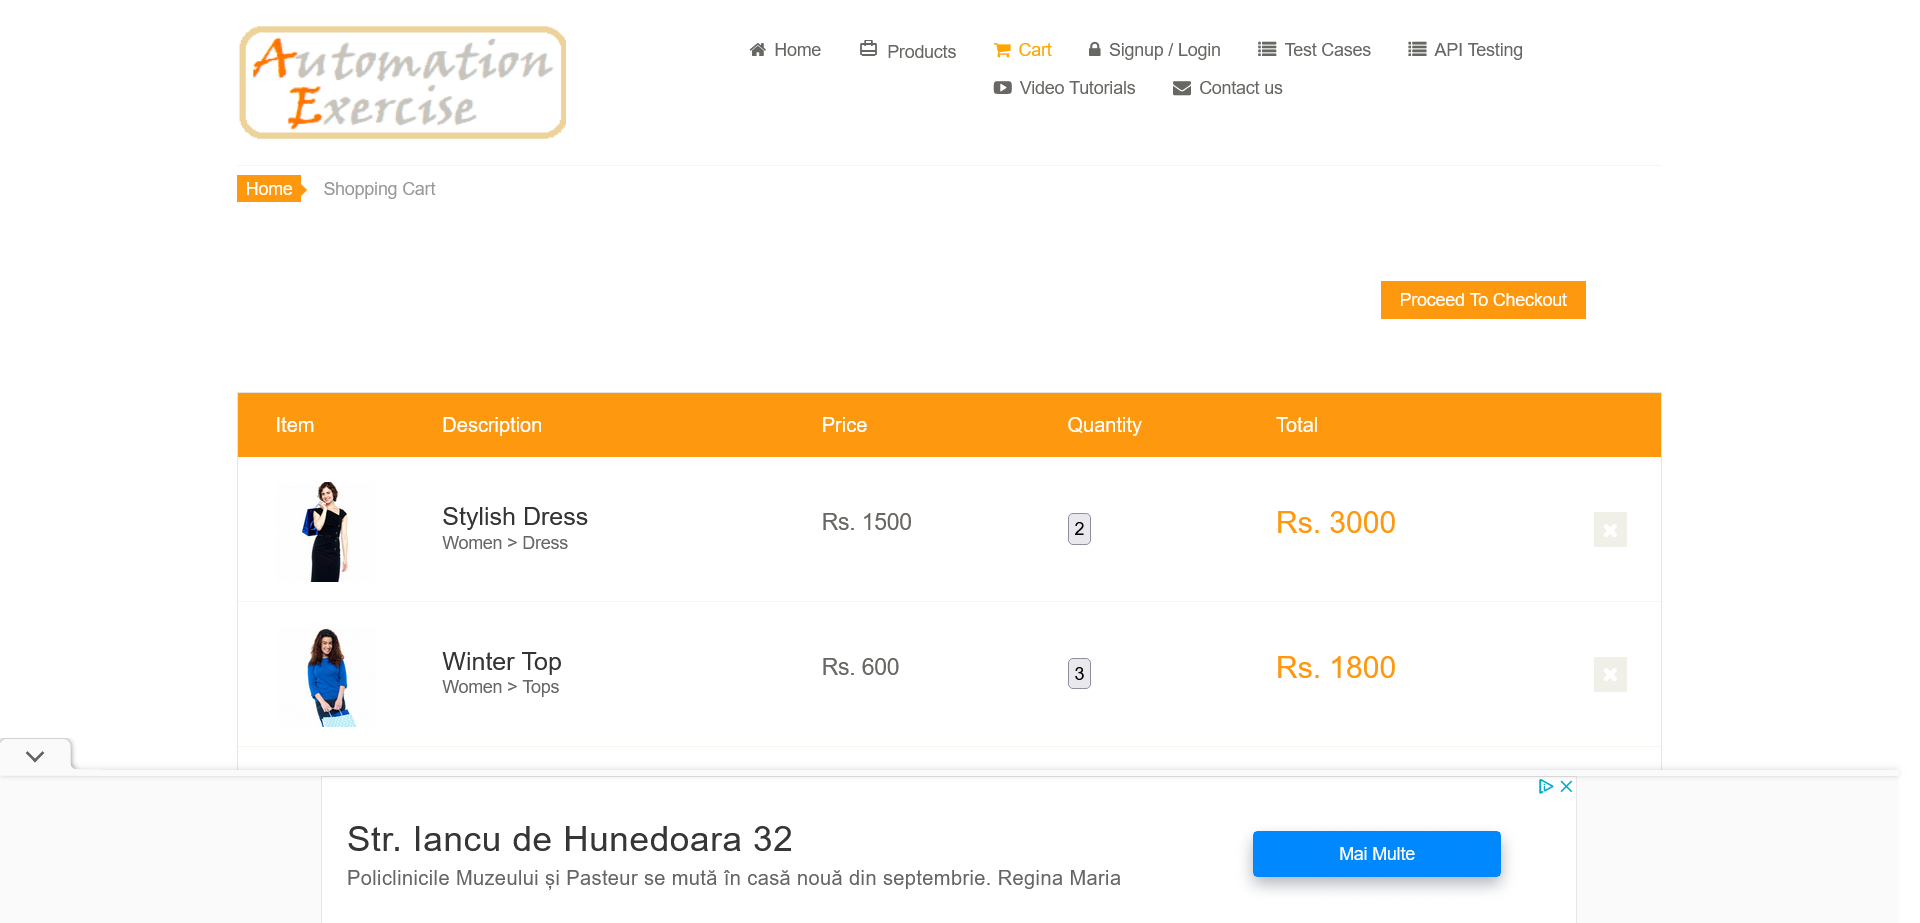 Automation
Exercise
Home
Products
Cart
Signup / Login
Test Cases
API Testing
Video Tutorials
Contact us
Home
Shopping Cart
Proceed To Checkout
Item Description Price Quantity Total
Stylish Dress
Women > Dress
Rs. 1500
2
Rs. 3000
Winter Top
Women > Tops
Rs. 600
3
Rs. 1800
Str. Iancu de Hunedoara 32
Policlinicile Muzeului și Pasteur se mută în casă nouă din septembrie. Regina Maria
Mai Multe